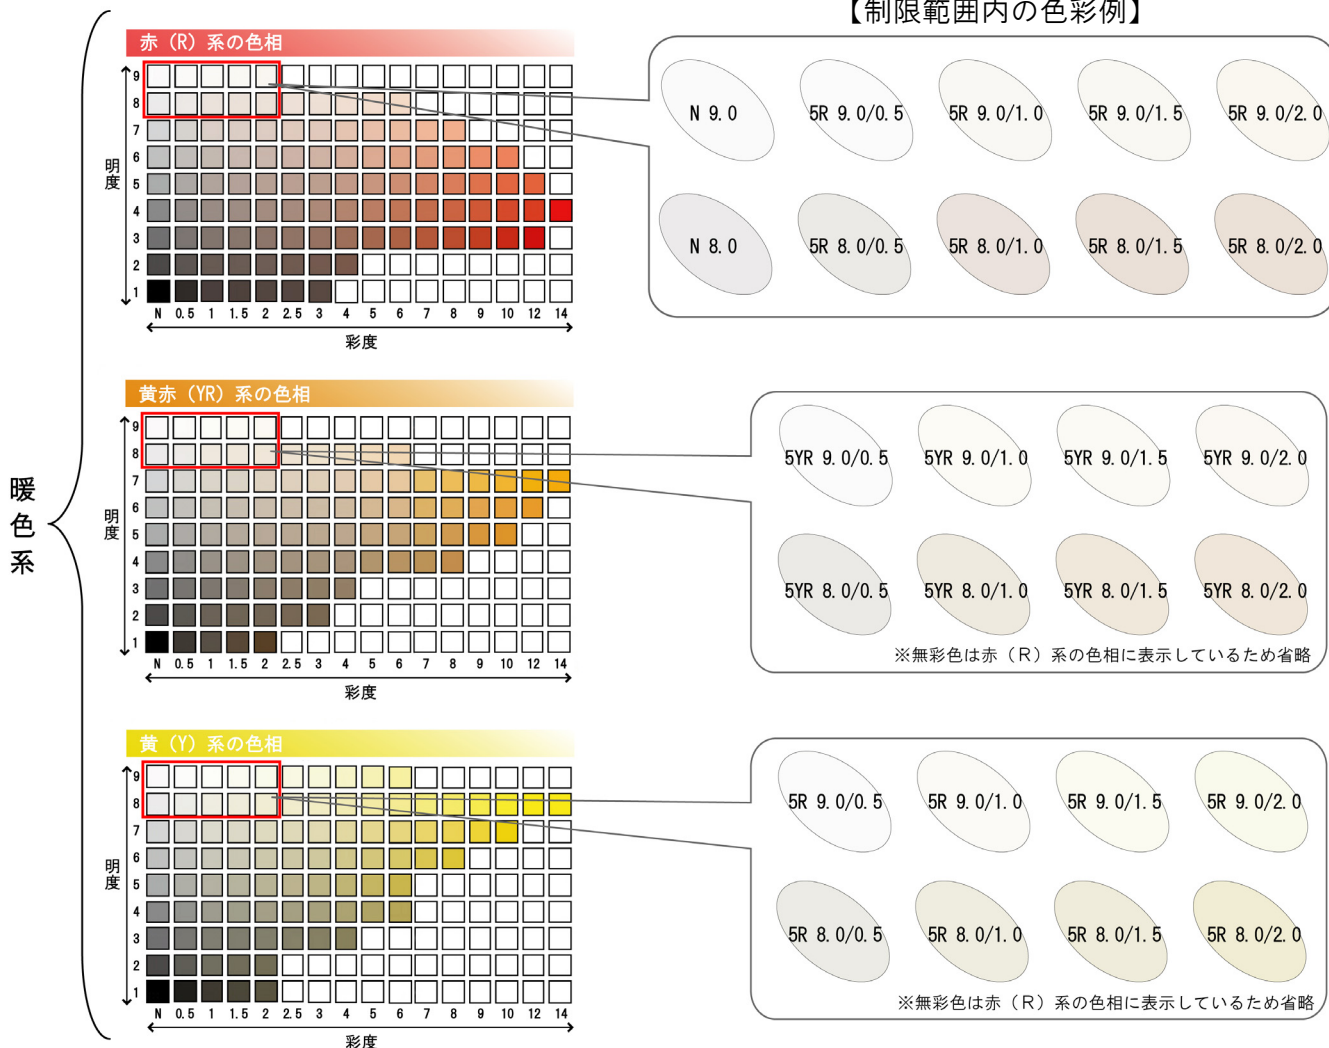 【制限範囲内の色彩例】
暖色系
赤（R）系の色相
明度
9
8
7
6
5
4
3
2
1
N 0.5 1 1.5 2 2.5 3 4 5 6 7 8 9 10 12 14
彩度
N 9.0 5R 9.0/0.5 5R 9.0/1.0 5R 9.0/1.5 5R 9.0/2.0
N 8.0 5R 8.0/0.5 5R 8.0/1.0 5R 8.0/1.5 5R 8.0/2.0
黄赤（YR）系の色相
明度
9
8
7
6
5
4
3
2
1
N 0.5 1 1.5 2 2.5 3 4 5 6 7 8 9 10 12 14
彩度
5YR 9.0/0.5 5YR 9.0/1.0 5YR 9.0/1.5 5YR 9.0/2.0
5YR 8.0/0.5 5YR 8.0/1.0 5YR 8.0/1.5 5YR 8.0/2.0
※無彩色は赤（R）系の色相に表示しているため省略
黄（Y）系の色相
明度
9
8
7
6
5
4
3
2
1
N 0.5 1 1.5 2 2.5 3 4 5 6 7 8 9 10 12 14
彩度
5R 9.0/0.5 5R 9.0/1.0 5R 9.0/1.5 5R 9.0/2.0
5R 8.0/0.5 5R 8.0/1.0 5R 8.0/1.5 5R 8.0/2.0
※無彩色は赤（R）系の色相に表示しているため省略